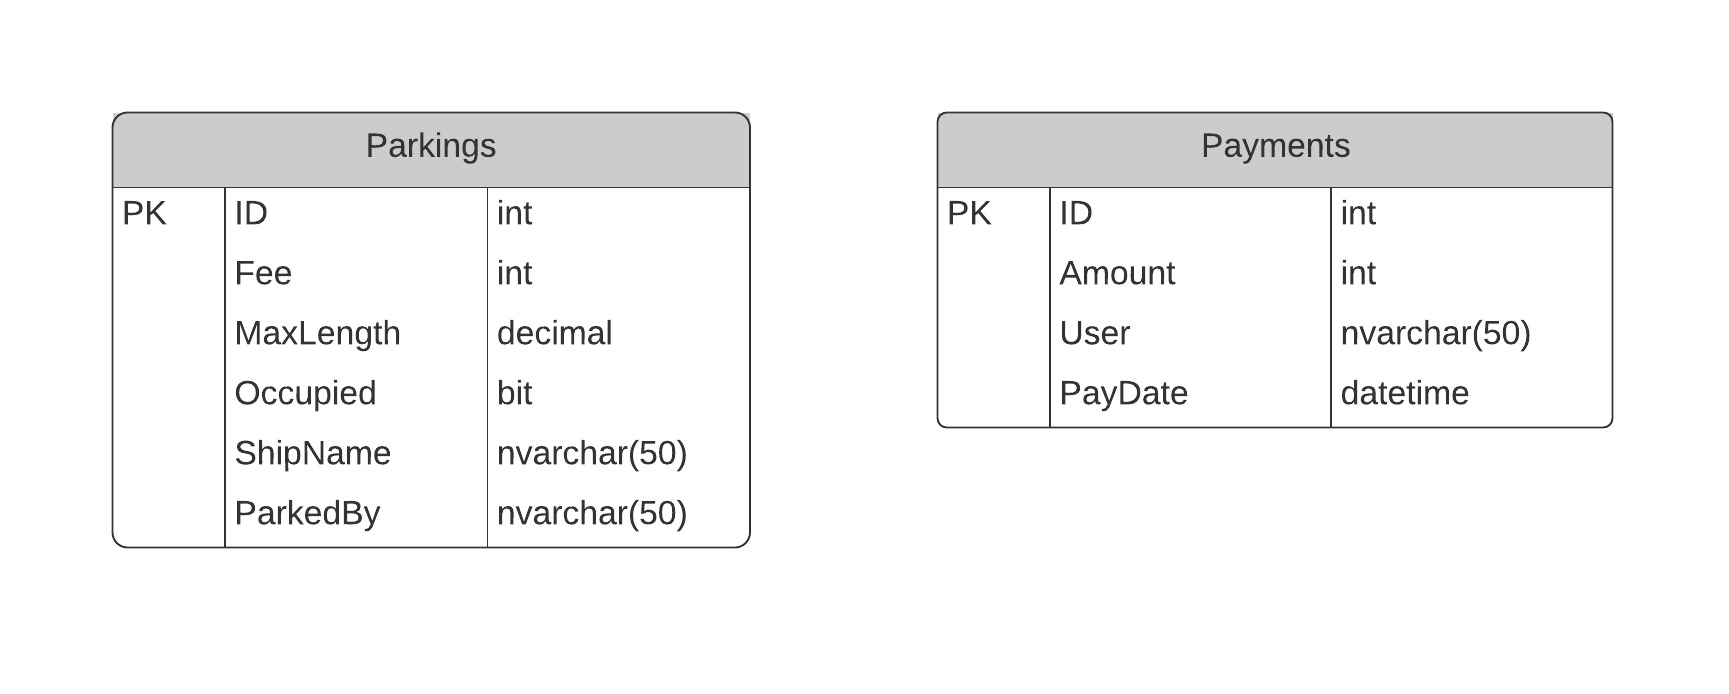 Parkings
PK ID int
Fee int
MaxLength decimal
Occupied bit
ShipName nvarchar(50)
ParkedBy nvarchar(50)
Payments
PK ID int
Amount int
User nvarchar(50)
PayDate datetime